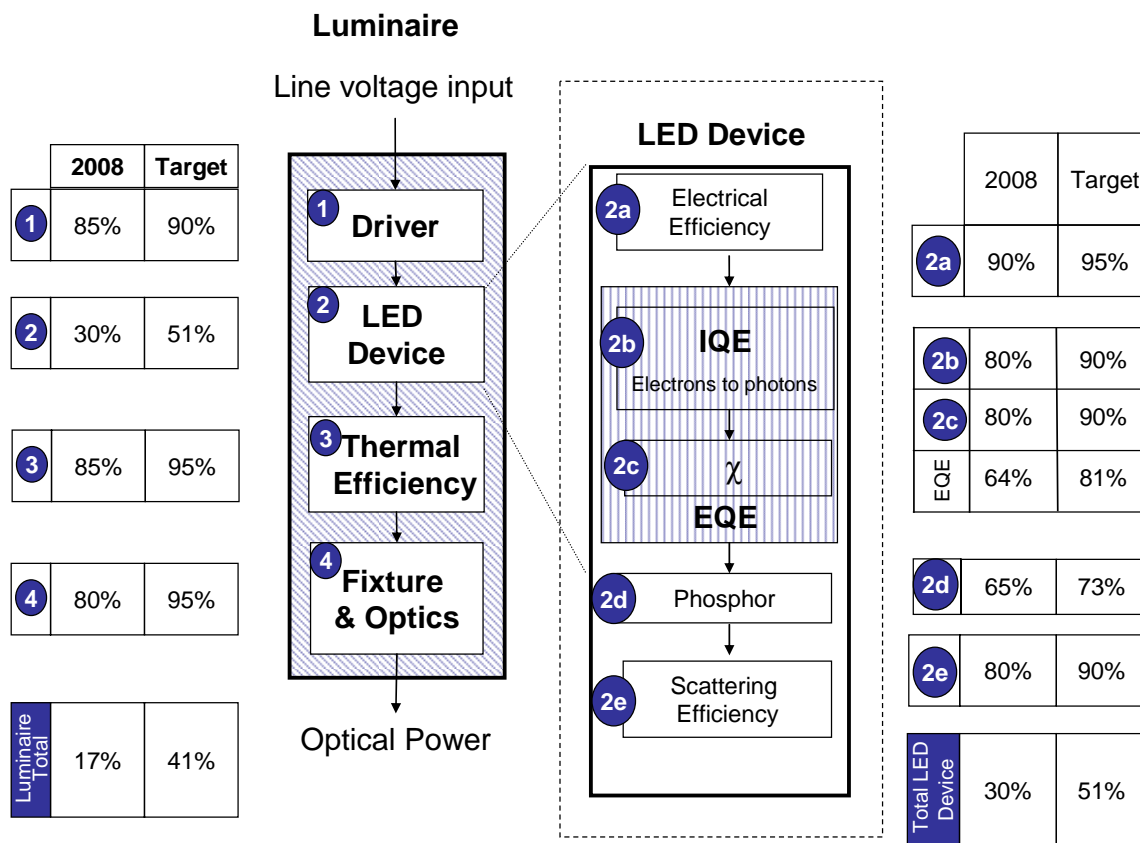 Luminaire
Line voltage input
2008 Target
1 85% 90%
2 30% 51%
3 85% 95%
4 80% 95%
Luminaire
Total
17% 41%
1
Driver
2
LED
Device
3
Thermal
Efficiency
4
Fixture
& Optics
Optical Power
LED Device
2a
Electrical
Efficiency
2b
IQE
Electrons to photons
2c
χ
EQE
2d
Phosphor
2e
Scattering
Efficiency
2008 Target
2a 90% 95%
2b 80% 90%
2c 80% 90%
EQE 64% 81%
2d 65% 73%
2e 80% 90%
Total LED
Device
30% 51%